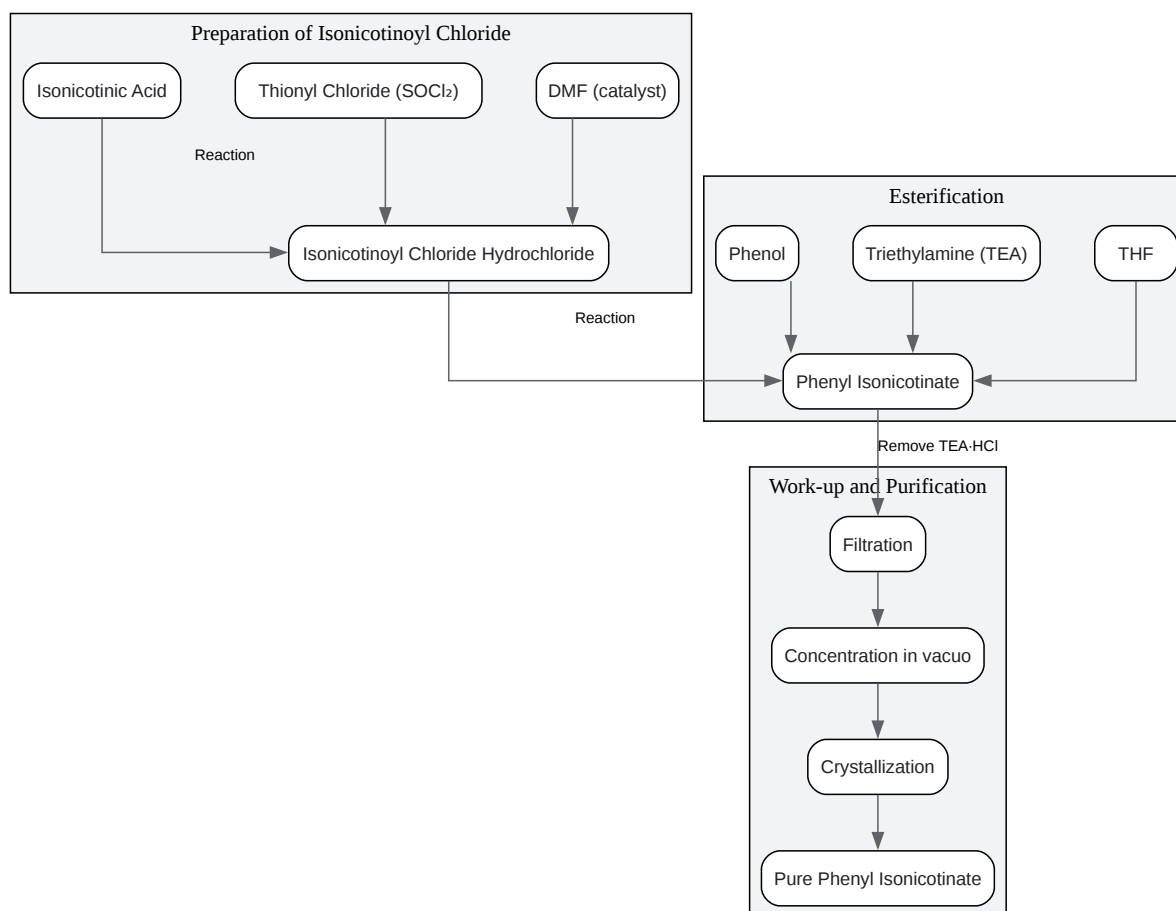 Preparation of Isonicotinoyl Chloride
Isonicotinic Acid
Thionyl Chloride (SOCl₂)
DMF (catalyst)
Reaction
Isonicotinoyl Chloride Hydrochloride
Esterification
Phenol
Triethylamine (TEA)
THF
Reaction
Phenyl Isonicotinate
Remove TEA·HCl
Work-up and Purification
Filtration
Concentration in vacuo
Crystallization
Pure Phenyl Isonicotinate